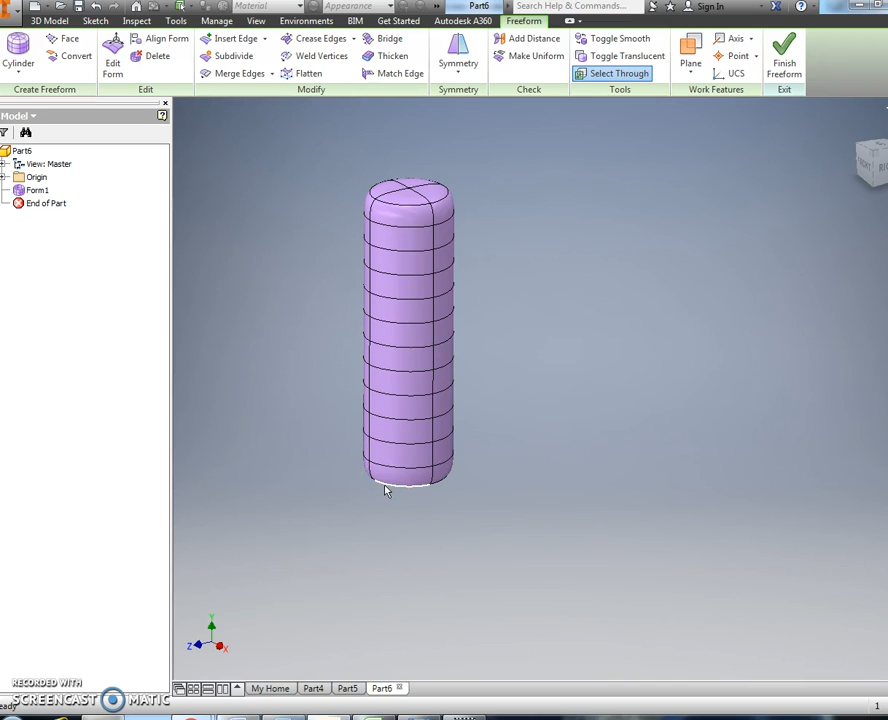 Material Appearance Part6 Search Help & Commands... Sign In
3D Model Sketch Inspect Tools Manage View Environments BIM Get Started Autodesk A360 Freeform
Cylinder Face Convert Edit Form Align Form Delete Insert Edge Subdivide Merge Edges Crease Edges Weld Vertices Flatten Bridge Thicken Match Edge Symmetry Add Distance Make Uniform Toggle Smooth Toggle Translucent Select Through Plane Axis Point UCS Finish Freeform
Create Freeform Edit Modify Symmetry Check Tools Work Features Exit
Model
Part6
View: Master
Origin
Form1
End of Part
FRONT RIGHT
Y
Z X
My Home Part4 Part5 Part6
RECORDED WITH
SCREENCAST MATIC
eady 1